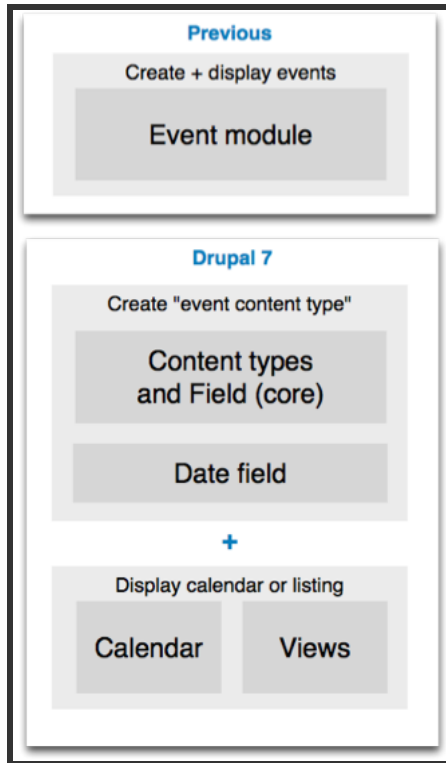 Previous
Create + display events
Event module
Drupal 7
Create "event content type"
Content types
and Field (core)
Date field
+
Display calendar or listing
Calendar
Views